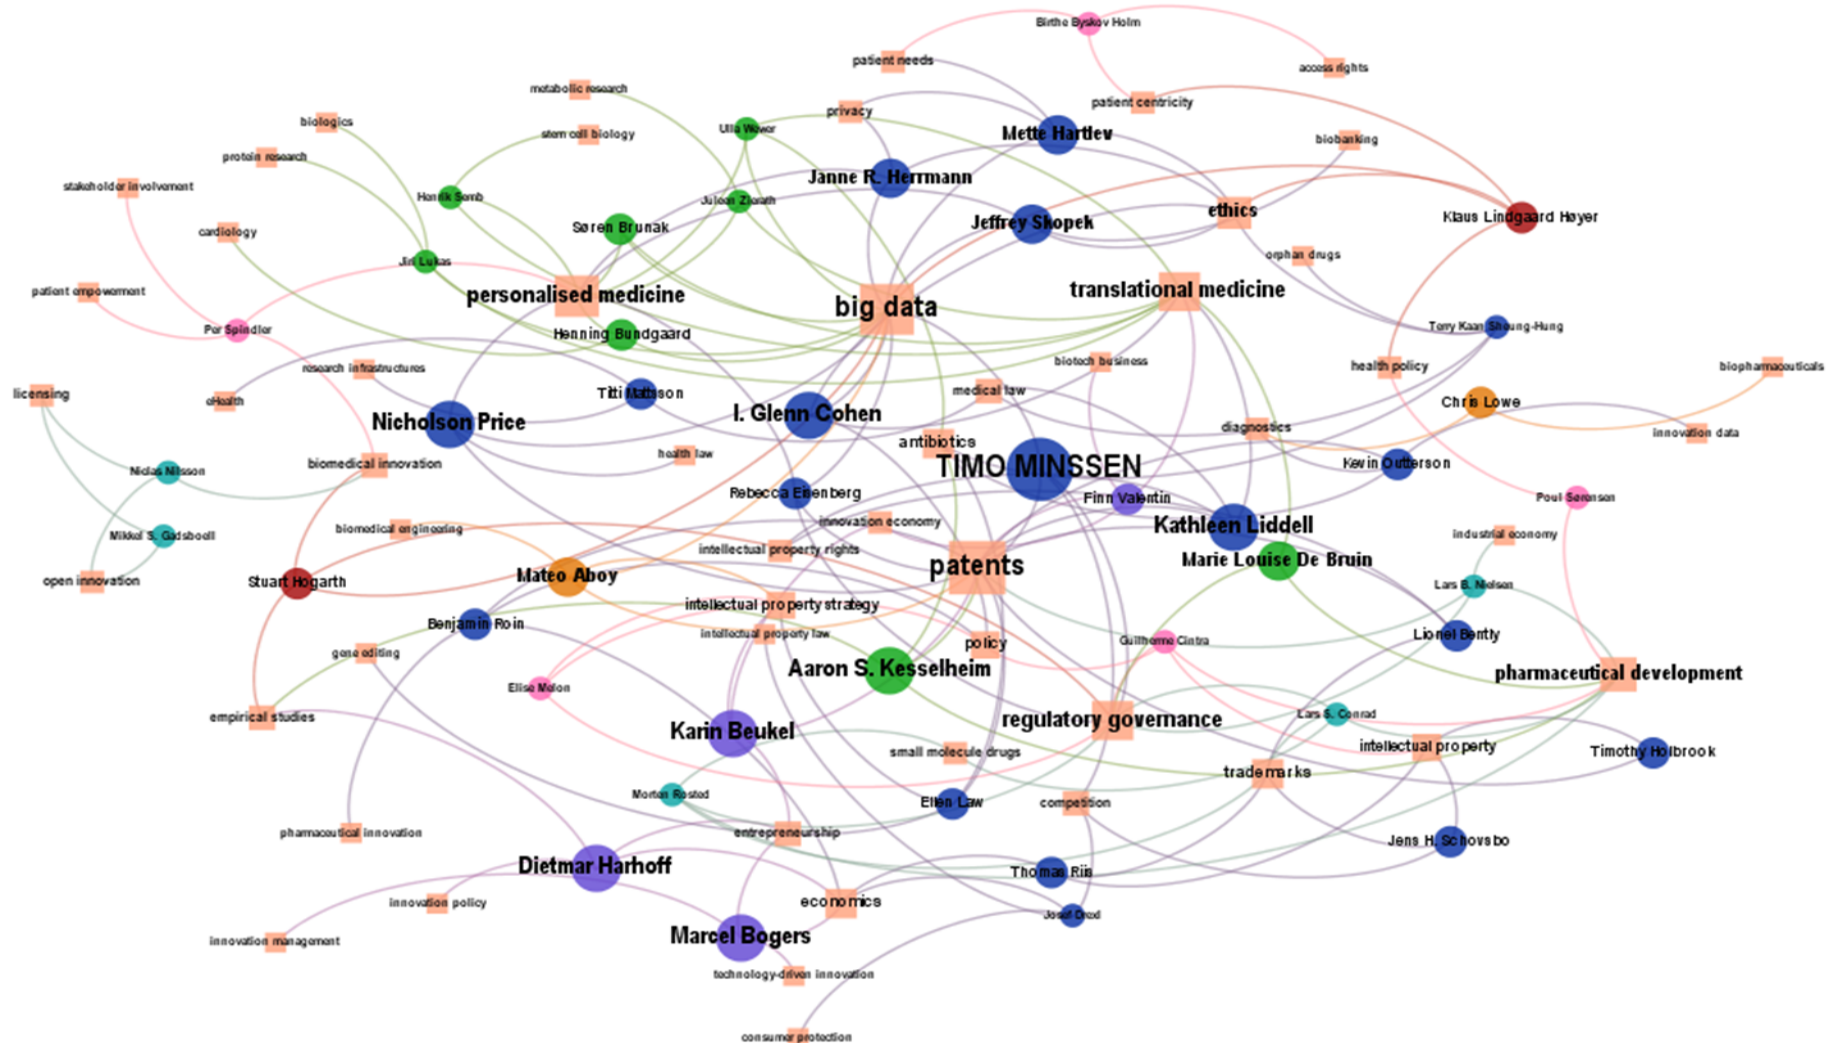 Birthe Byskov Holm
patient needs
access rights
metabolic research
patient centricity
privacy
biologics
Ulla Wewer
stem cell biology
Mette Hartlev
biobanking
protein research
Janne R. Herrmann
stakeholder involvement
Henrik Semb
Juleen Zierath
ethics
Klaus Lindgaard Høyer
Jeffrey Skopek
Søren Brunak
cardiology
orphan drugs
Jiri Lukas
patient empowerment
personalised medicine
translational medicine
big data
Per Spindler
Henning Bundgaard
Terry Kaan Sheung-Hung
biotech business
research infrastructures
health policy
biopharmaceuticals
licensing
Titti Mattsson
medical law
eHealth
Chris Lowe
I. Glenn Cohen
Nicholson Price
diagnostics
innovation data
antibiotics
health law
biomedical innovation
Kevin Outterson
TIMO MINSSEN
Niclas Nilsson
Rebecca Eisenberg
Finn Valentin
Poul Sørensen
innovation economy
Kathleen Liddell
biomedical engineering
industrial economy
Mikkel S. Gadsboell
intellectual property rights
Marie Louise De Bruin
patents
Mateo Aboy
open innovation
Stuart Hogarth
Lars B. Nielsen
intellectual property strategy
Benjamin Roin
intellectual property law
Lionel Bently
Guilherme Cintra
policy
gene editing
Aaron S. Kesselheim
pharmaceutical development
Elise Melon
Lars S. Conrad
empirical studies
regulatory governance
Karin Beukel
intellectual property
small molecule drugs
Timothy Holbrook
trademarks
Morten Rosted
Ellen Law
competition
pharmaceutical innovation
entrepreneurship
Jens H. Schovsbo
Dietmar Harhoff
Thomas Riis
economics
innovation policy
Josef Drexl
Marcel Bogers
innovation management
technology-driven innovation
consumer protection